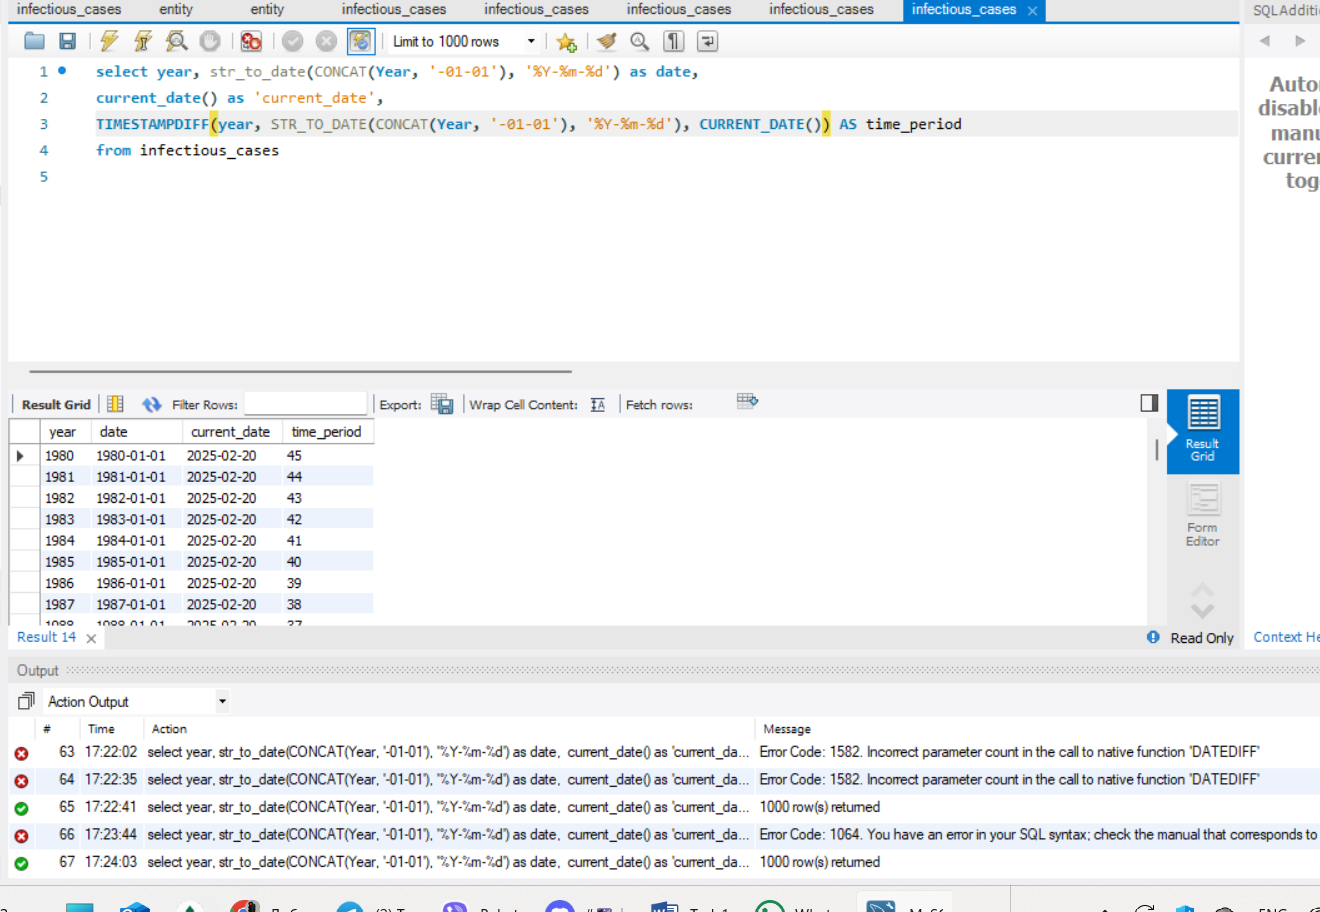 infectious_cases entity entity infectious_cases infectious_cases infectious_cases infectious_cases infectious_cases
SQLAdditi
Limit to 1000 rows
1 select year, str_to_date(CONCAT(Year, '-01-01'), '%Y-%m-%d') as date,
2 current_date() as 'current_date',
3 TIMESTAMPDIFF(year, STR_TO_DATE(CONCAT(Year, '-01-01'), '%Y-%m-%d'), CURRENT_DATE()) AS time_period
4 from infectious_cases
5
Auto
disabl
manu
curre
tog
Result Grid Filter Rows: Export: Wrap Cell Content: Fetch rows:
year date current_date time_period
1980 1980-01-01 2025-02-20 45
1981 1981-01-01 2025-02-20 44
1982 1982-01-01 2025-02-20 43
1983 1983-01-01 2025-02-20 42
1984 1984-01-01 2025-02-20 41
1985 1985-01-01 2025-02-20 40
1986 1986-01-01 2025-02-20 39
1987 1987-01-01 2025-02-20 38
1988 1988-01-01 2025-02-20 37
Result
Grid
Form
Editor
Result 14
Read Only
Context He
Output
Action Output
# Time Action Message
63 17:22:02 select year, str_to_date(CONCAT(Year, '-01-01'), '%Y-%m-%d') as date, current_date() as 'current_da... Error Code: 1582. Incorrect parameter count in the call to native function 'DATEDIFF'
64 17:22:35 select year, str_to_date(CONCAT(Year, '-01-01'), '%Y-%m-%d') as date, current_date() as 'current_da... Error Code: 1582. Incorrect parameter count in the call to native function 'DATEDIFF'
65 17:22:41 select year, str_to_date(CONCAT(Year, '-01-01'), '%Y-%m-%d') as date, current_date() as 'current_da... 1000 row(s) returned
66 17:23:44 select year, str_to_date(CONCAT(Year, '-01-01'), '%Y-%m-%d') as date, current_date() as 'current_da... Error Code: 1064. You have an error in your SQL syntax; check the manual that corresponds to
67 17:24:03 select year, str_to_date(CONCAT(Year, '-01-01'), '%Y-%m-%d') as date, current_date() as 'current_da... 1000 row(s) returned